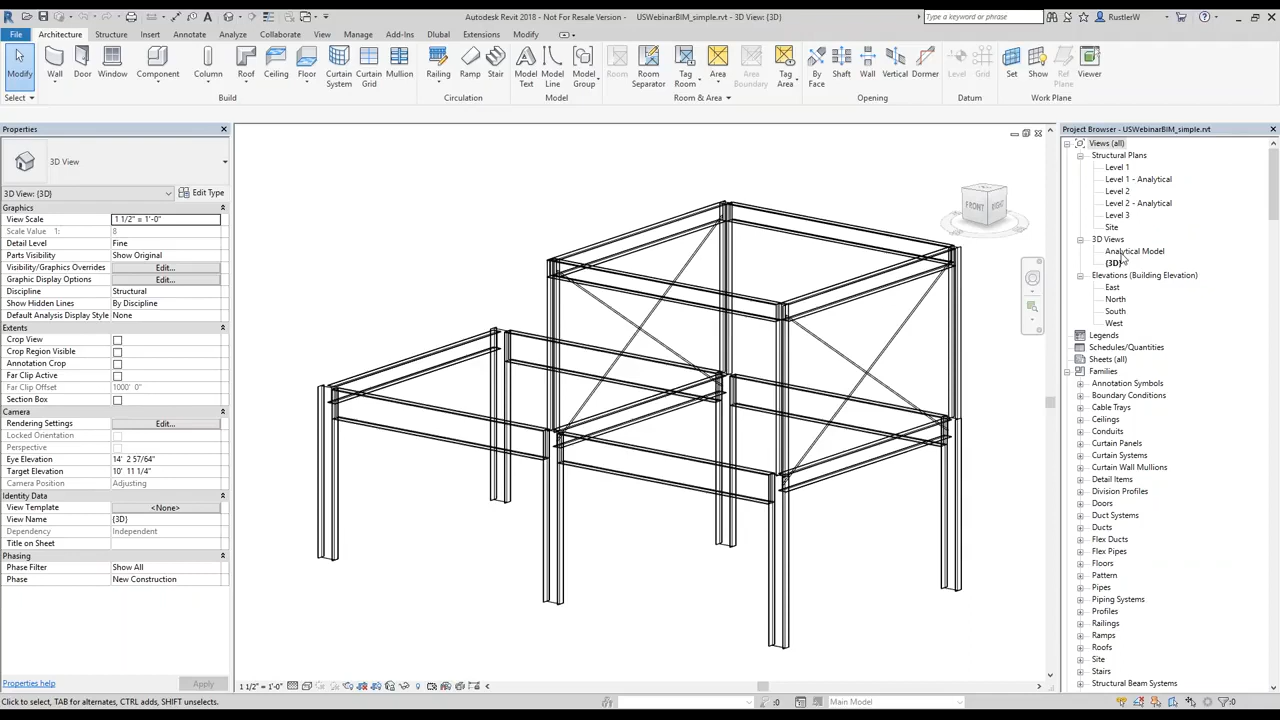 Autodesk Revit 2018 - Not For Resale Version - USWebinarBIM_simple.rvt - 3D View: {3D}
Type a keyword or phrase
RustlerW
File Architecture Structure Insert Annotate Analyze Collaborate View Manage Add-Ins Dlubal Extensions Modify
Modify Wall Door Window Component Column Roof Ceiling Floor Curtain System Curtain Grid Mullion Railing Ramp Stair Model Text Model Line Model Group Room Room Separator Tag Room Area Area Boundary Tag Area By Face Shaft Wall Vertical Dormer Level Grid Set Show Ref Plane Viewer
Select Build Circulation Model Room & Area Opening Datum Work Plane
Properties
3D View
3D View: {3D} Edit Type
Graphics
View Scale 1 1/2" = 1'-0"
Scale Value 1: 8
Detail Level Fine
Parts Visibility Show Original
Visibility/Graphics Overrides Edit...
Graphic Display Options Edit...
Discipline Structural
Show Hidden Lines By Discipline
Default Analysis Display Style None
Extents
Crop View
Crop Region Visible
Annotation Crop
Far Clip Active
Far Clip Offset 1000' 0"
Section Box
Camera
Rendering Settings Edit...
Locked Orientation
Perspective
Eye Elevation 14' 2 57/64"
Target Elevation 10' 11 1/4"
Camera Position Adjusting
Identity Data
View Template <None>
View Name {3D}
Dependency Independent
Title on Sheet
Phasing
Phase Filter Show All
Phase New Construction
Properties help Apply
FRONT RIGHT
1 1/2" = 1'-0"
Project Browser - USWebinarBIM_simple.rvt
Views (all)
Structural Plans
Level 1
Level 1 - Analytical
Level 2
Level 2 - Analytical
Level 3
Site
3D Views
Analytical Model
{3D}
Elevations (Building Elevation)
East
North
South
West
Legends
Schedules/Quantities
Sheets (all)
Families
Annotation Symbols
Boundary Conditions
Cable Trays
Ceilings
Conduits
Curtain Panels
Curtain Systems
Curtain Wall Mullions
Detail Items
Division Profiles
Doors
Duct Systems
Ducts
Flex Ducts
Flex Pipes
Floors
Pattern
Pipes
Piping Systems
Profiles
Railings
Ramps
Roofs
Site
Stairs
Structural Beam Systems
Click to select, TAB for alternates, CTRL adds, SHIFT unselects.
:0 Main Model :0